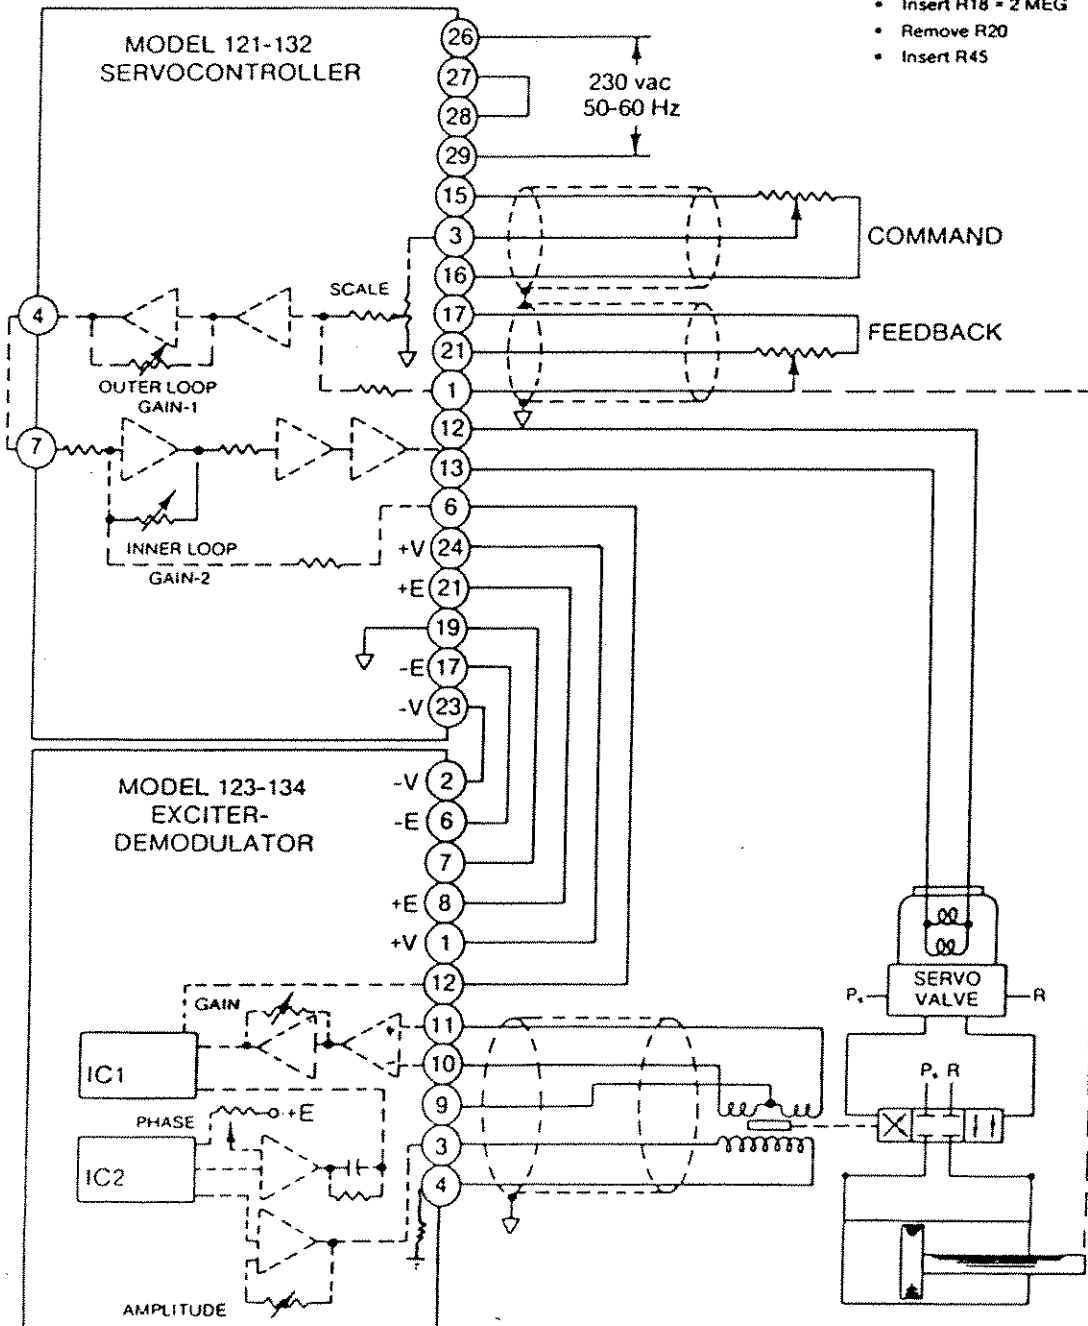 • Insert R18 = 2 MEG
• Remove R20
• Insert R45
MODEL 121-132
SERVOCONTROLLER
26
27
28
29
230 vac
50-60 Hz
15
3
16
COMMAND
SCALE
4
17
21
1
FEEDBACK
OUTER LOOP
GAIN-1
7
12
13
6
INNER LOOP
GAIN-2
+V 24
+E 21
19
-E 17
-V 23
MODEL 123-134
EXCITER-
DEMODULATOR
-V 2
-E 6
7
+E 8
+V 1
12
GAIN
11
10
9
3
4
IC1
PHASE
+E
IC2
AMPLITUDE
SERVO
VALVE
Ps
R
Ps R